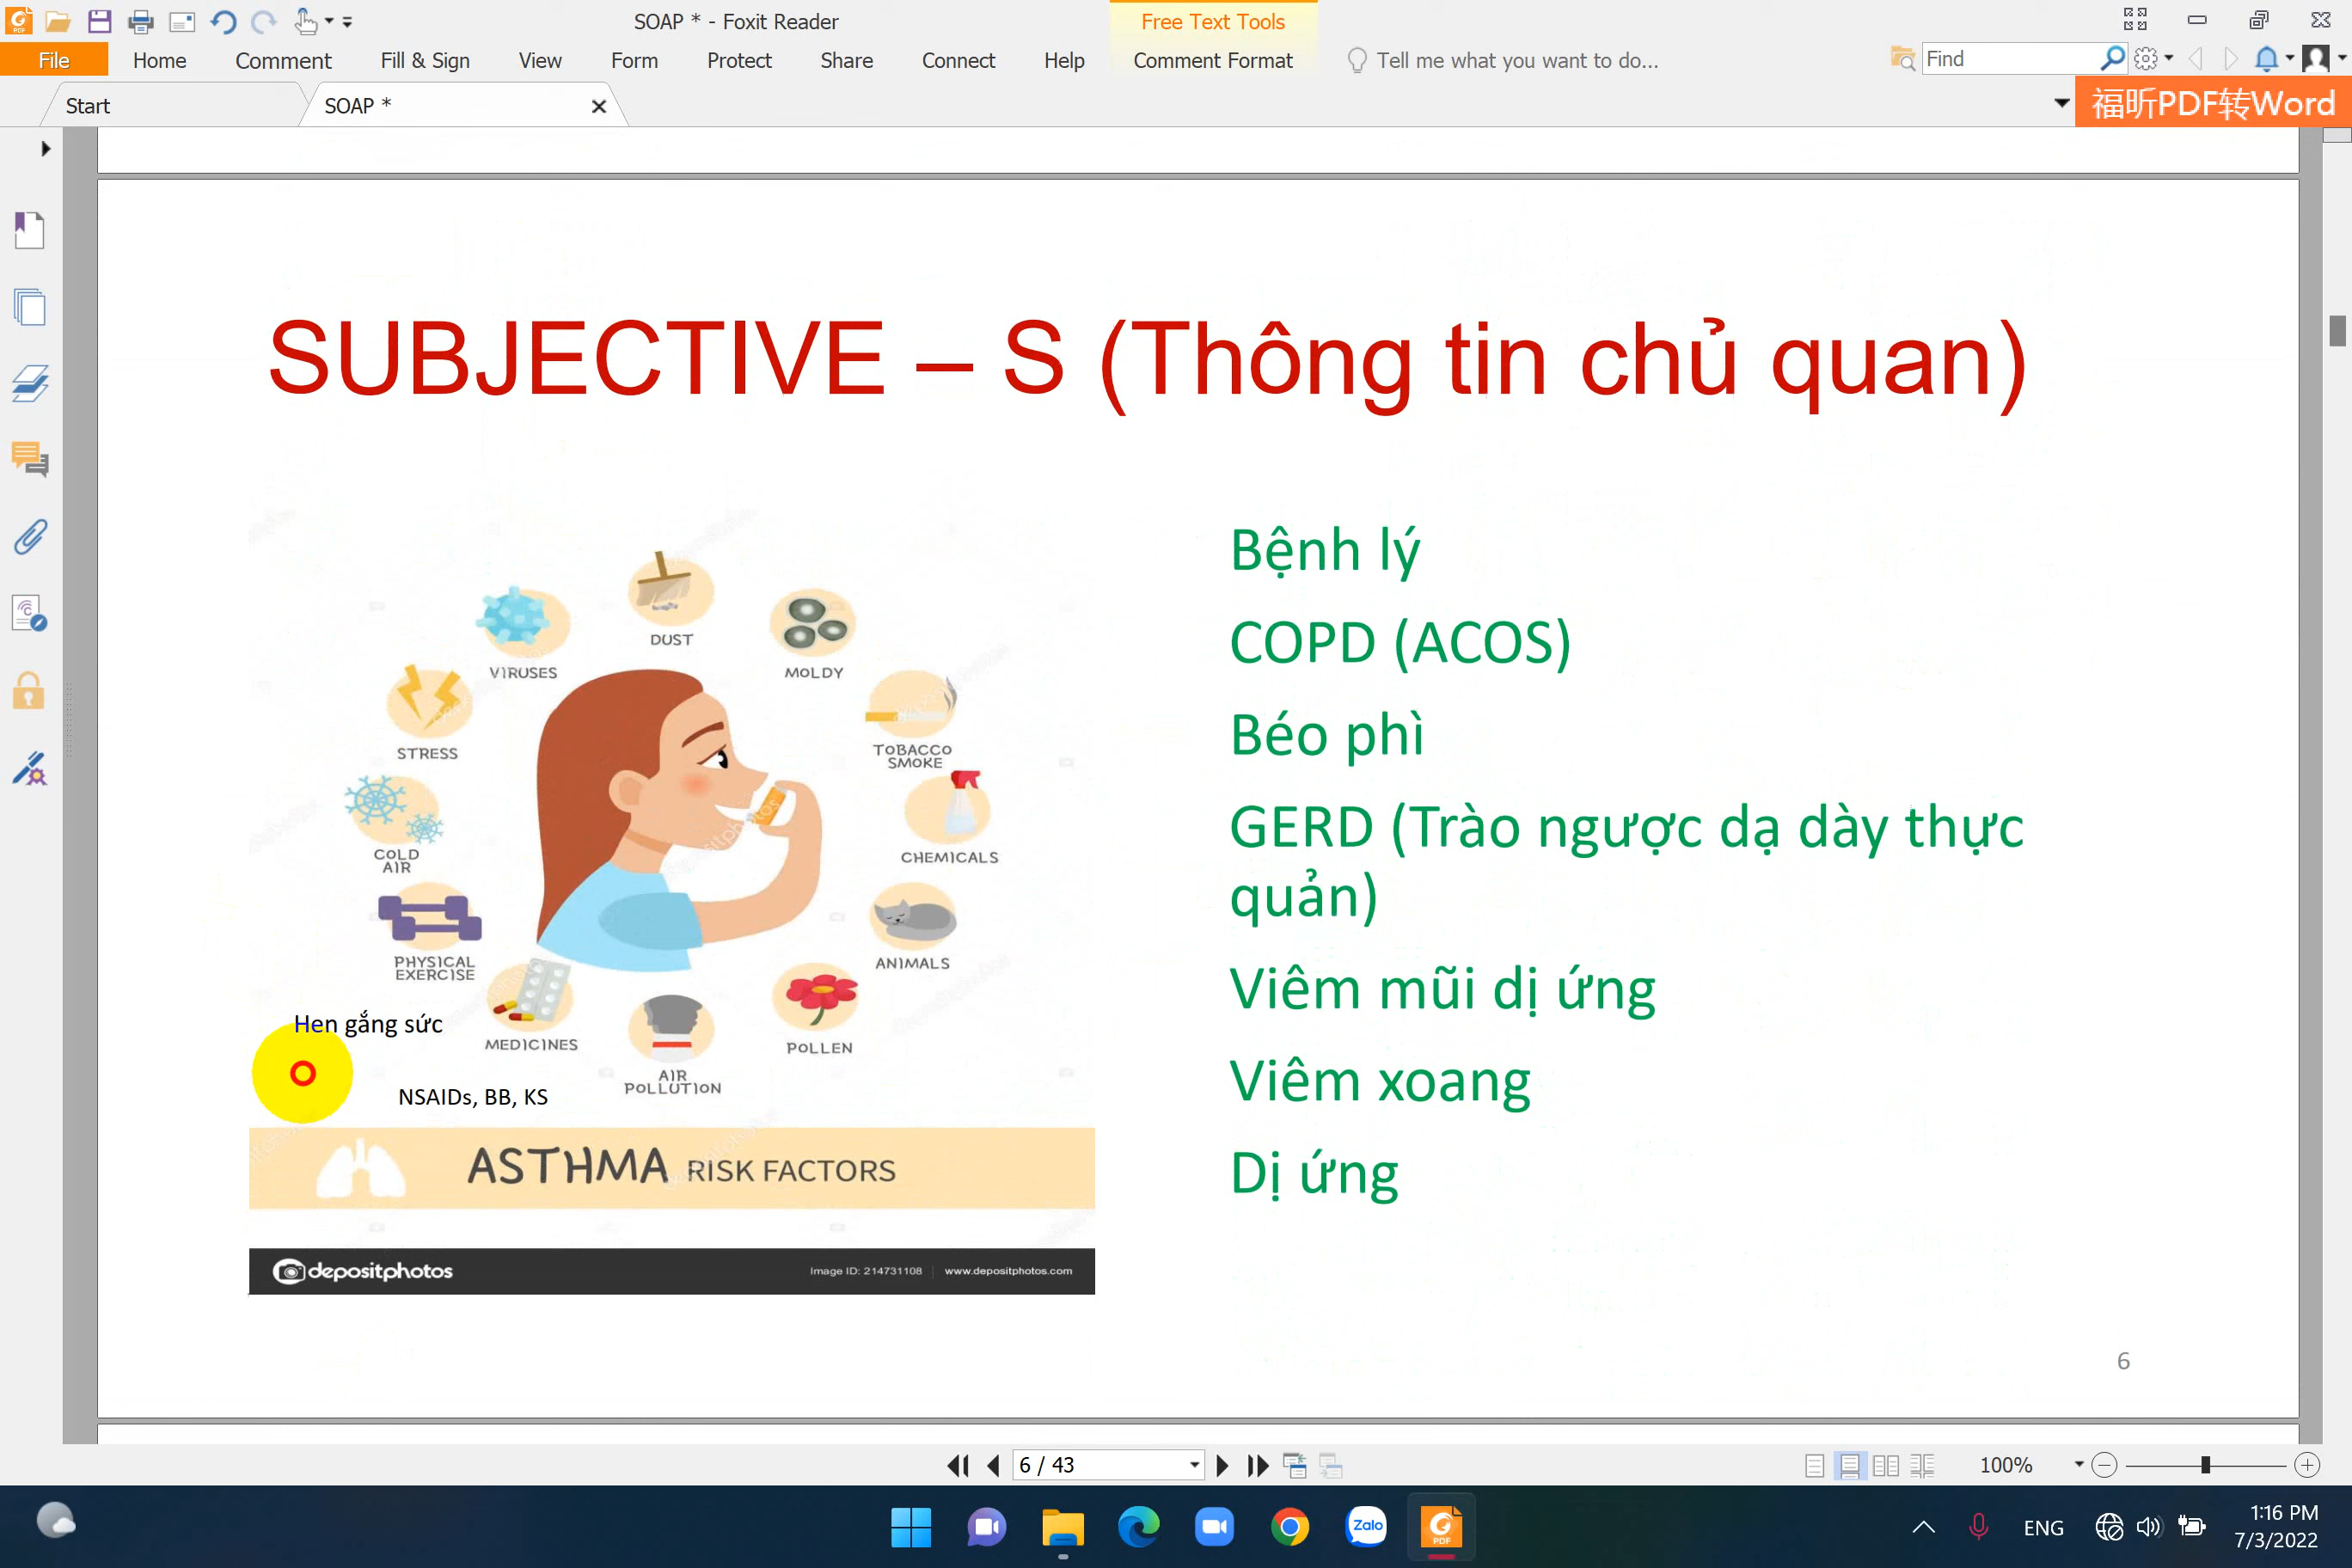 SOAP * - Foxit Reader
Free Text Tools
File
Home
Comment
Fill & Sign
View
Form
Protect
Share
Connect
Help
Comment Format
Tell me what you want to do...
Find
Start
SOAP *
福昕PDF转Word
SUBJECTIVE – S (Thông tin chủ quan)
DUST
VIRUSES
MOLDY
STRESS
TOBACCO
SMOKE
COLD
AIR
CHEMICALS
PHYSICAL
EXERCISE
ANIMALS
MEDICINES
POLLEN
AIR
POLLUTION
Hen gắng sức
NSAIDs, BB, KS
ASTHMA RISK FACTORS
depositphotos
Image ID: 214731108
www.depositphotos.com
Bệnh lý
COPD (ACOS)
Béo phì
GERD (Trào ngược dạ dày thực
quản)
Viêm mũi dị ứng
Viêm xoang
Dị ứng
6
6 / 43
100%
Zalo
PDF
ENG
1:16 PM
7/3/2022